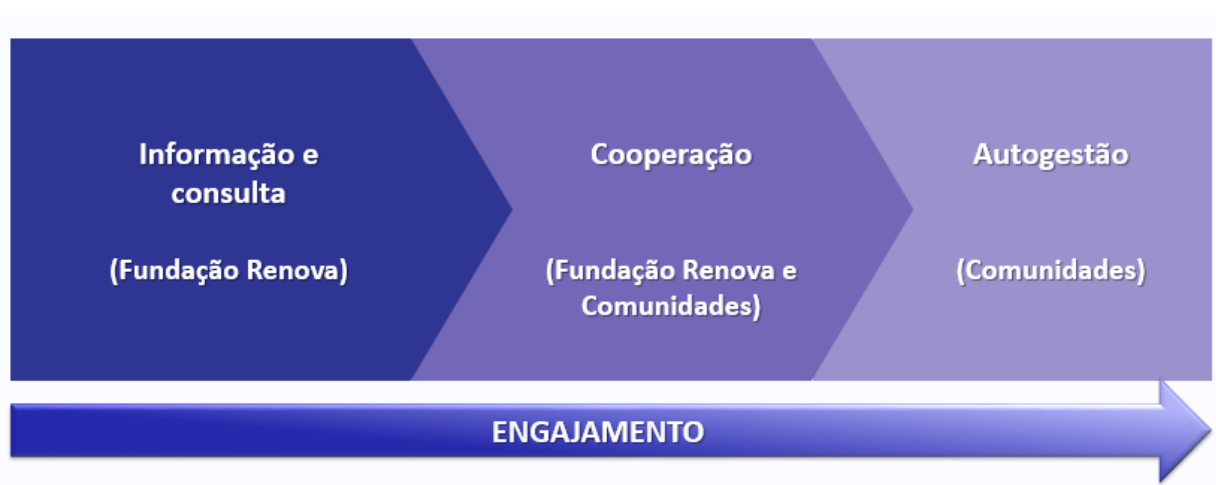 Informação e
consulta
(Fundação Renova)
Cooperação
(Fundação Renova e
Comunidades)
Autogestão
(Comunidades)
ENGAJAMENTO